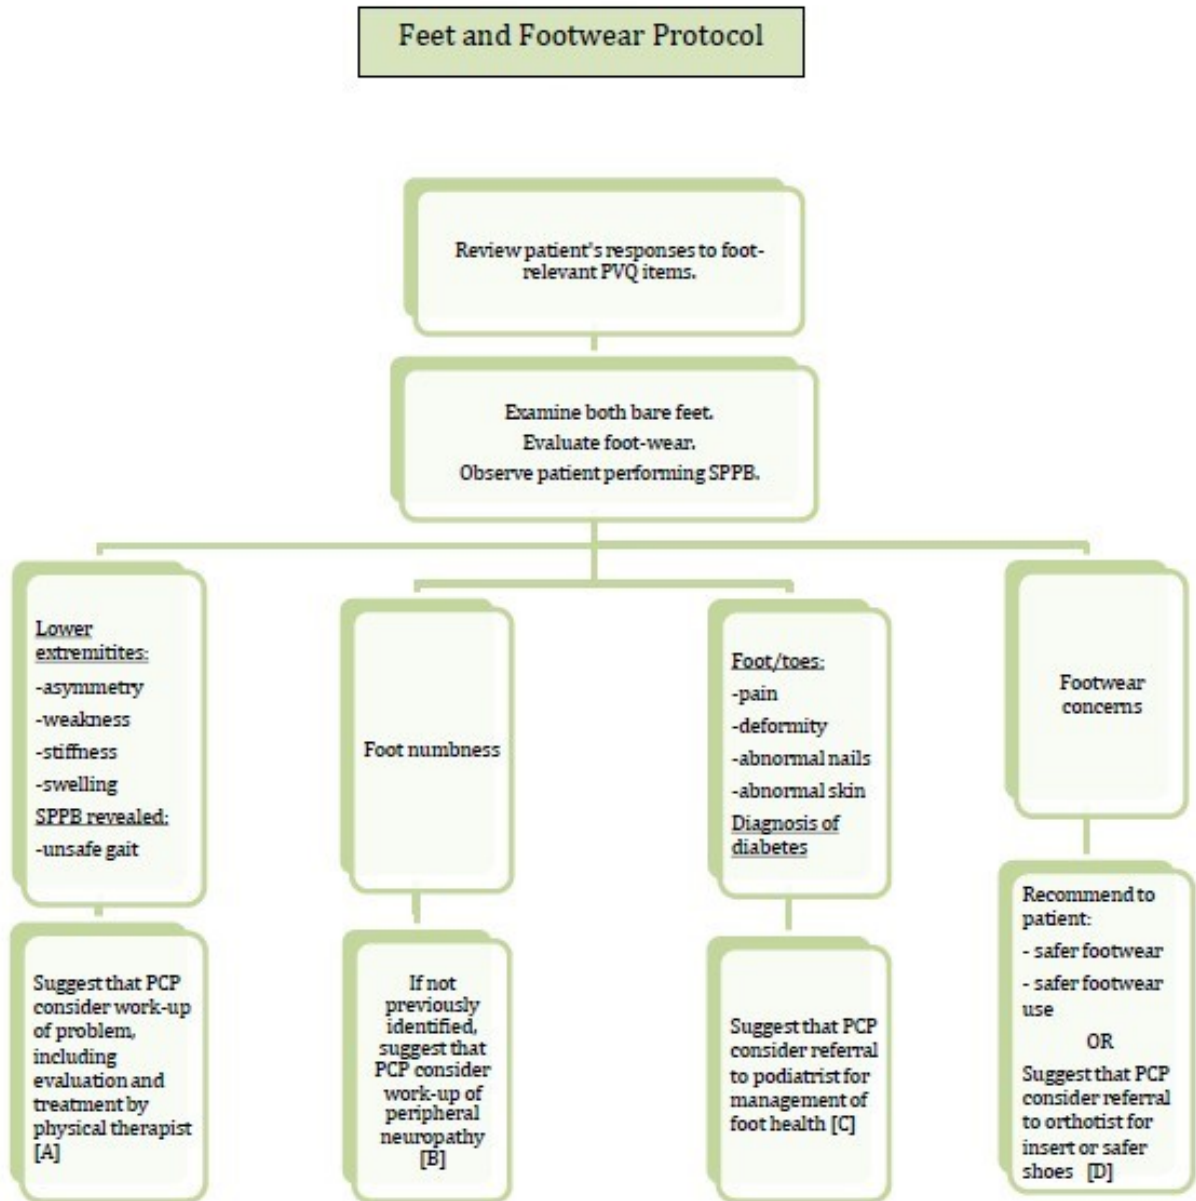 Feet and Footwear Protocol
Review patient's responses to foot-
relevant PVQ items.
Examine both bare feet.
Evaluate foot-wear.
Observe patient performing SPPB.
Lower
extremitites:
-asymmetry
-weakness
-stiffness
-swelling
SPPB revealed:
-unsafe gait
Suggest that PCP
consider work-up
of problem,
including
evaluation and
treatment by
physical therapist
[A]
Foot numbness
If not
previously
identified,
suggest that
PCP consider
work-up of
peripheral
neuropathy
[B]
Foot/toes:
-pain
-deformity
-abnormal nails
-abnormal skin
Diagnosis of
diabetes
Suggest that PCP
consider referral
to podiatrist for
management of
foot health [C]
Footwear
concerns
Recommend to
patient:
- safer footwear
- safer footwear
use
OR
Suggest that PCP
consider referral
to orthotist for
insert or safer
shoes [D]